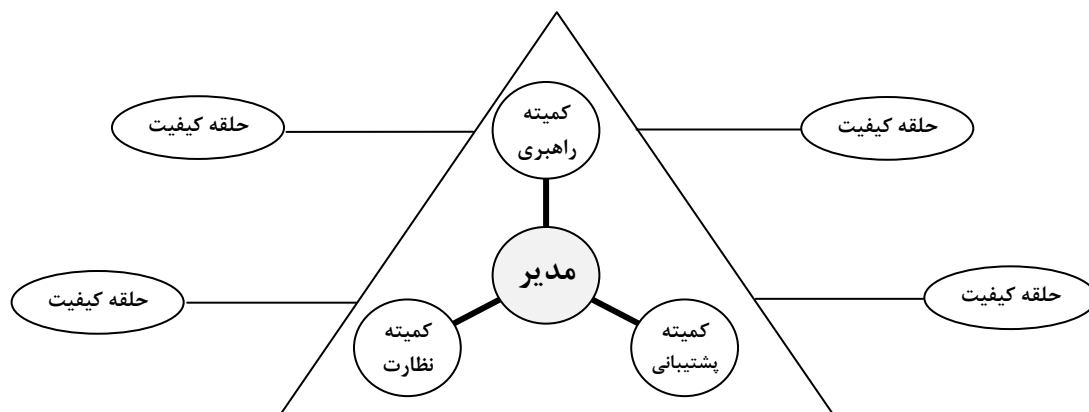 کمیته
راهبری
حلقه کیفیت
حلقه کیفیت
مدیر
حلقه کیفیت
حلقه کیفیت
کمیته
پشتیبانی
کمیته
نظارت